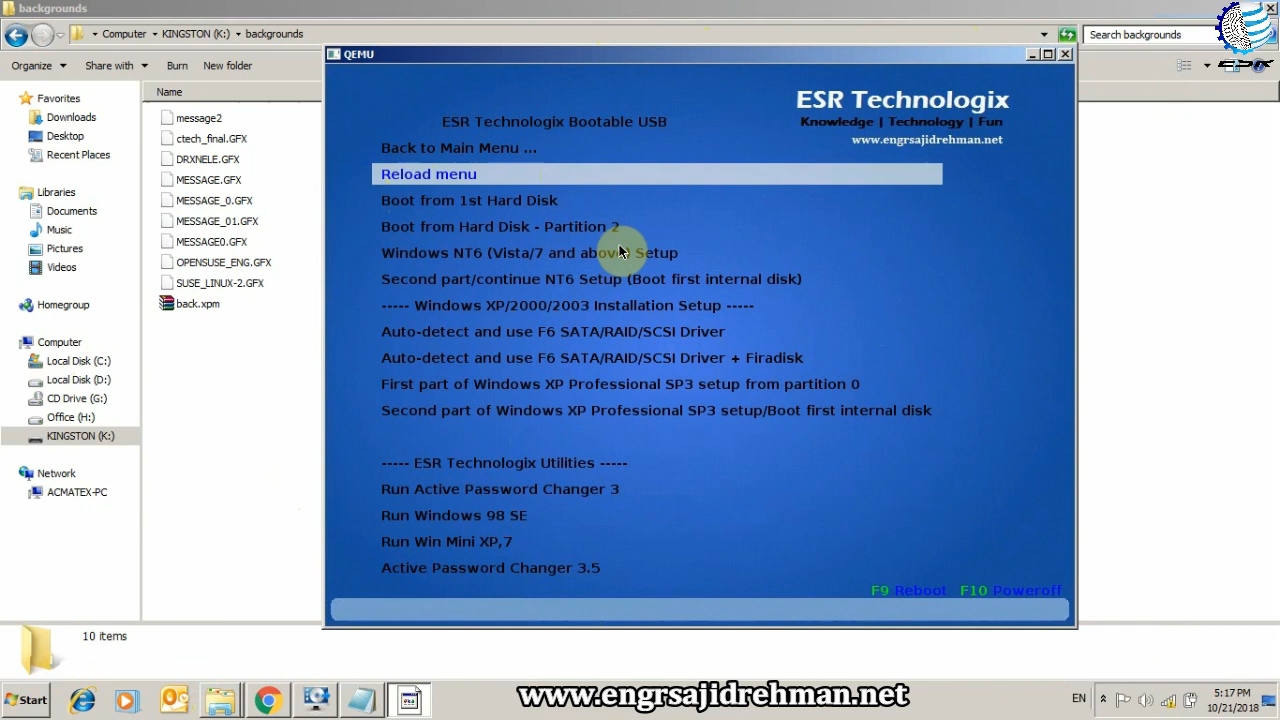 backgrounds
Computer ▸ KINGSTON (K:) ▸ backgrounds
Search backgrounds
Organize
Share with
Burn
New folder
Favorites
Downloads
Desktop
Recent Places
Libraries
Documents
Music
Pictures
Videos
Homegroup
Computer
Local Disk (C:)
Local Disk (D:)
CD Drive (G:)
Office (H:)
KINGSTON (K:)
Network
ACMATEX-PC
Name
message2
ctech_final.GFX
DRXNELE.GFX
MESSAGE.GFX
MESSAGE_0.GFX
MESSAGE_01.GFX
MESSAGE0.GFX
OPENSUSE_ENG.GFX
SUSE_LINUX-2.GFX
back.xpm
QEMU
ESR Technologix
Knowledge | Technology | Fun
www.engrsajidrehman.net
ESR Technologix Bootable USB
Back to Main Menu ...
Reload menu
Boot from 1st Hard Disk
Boot from Hard Disk - Partition 2
Windows NT6 (Vista/7 and above) Setup
Second part/continue NT6 Setup (Boot first internal disk)
----- Windows XP/2000/2003 Installation Setup -----
Auto-detect and use F6 SATA/RAID/SCSI Driver
Auto-detect and use F6 SATA/RAID/SCSI Driver + Firadisk
First part of Windows XP Professional SP3 setup from partition 0
Second part of Windows XP Professional SP3 setup/Boot first internal disk
----- ESR Technologix Utilities -----
Run Active Password Changer 3
Run Windows 98 SE
Run Win Mini XP,7
Active Password Changer 3.5
F9 Reboot F10 Poweroff
10 items
Start
www.engrsajidrehman.net
EN
5:17 PM
10/21/2018